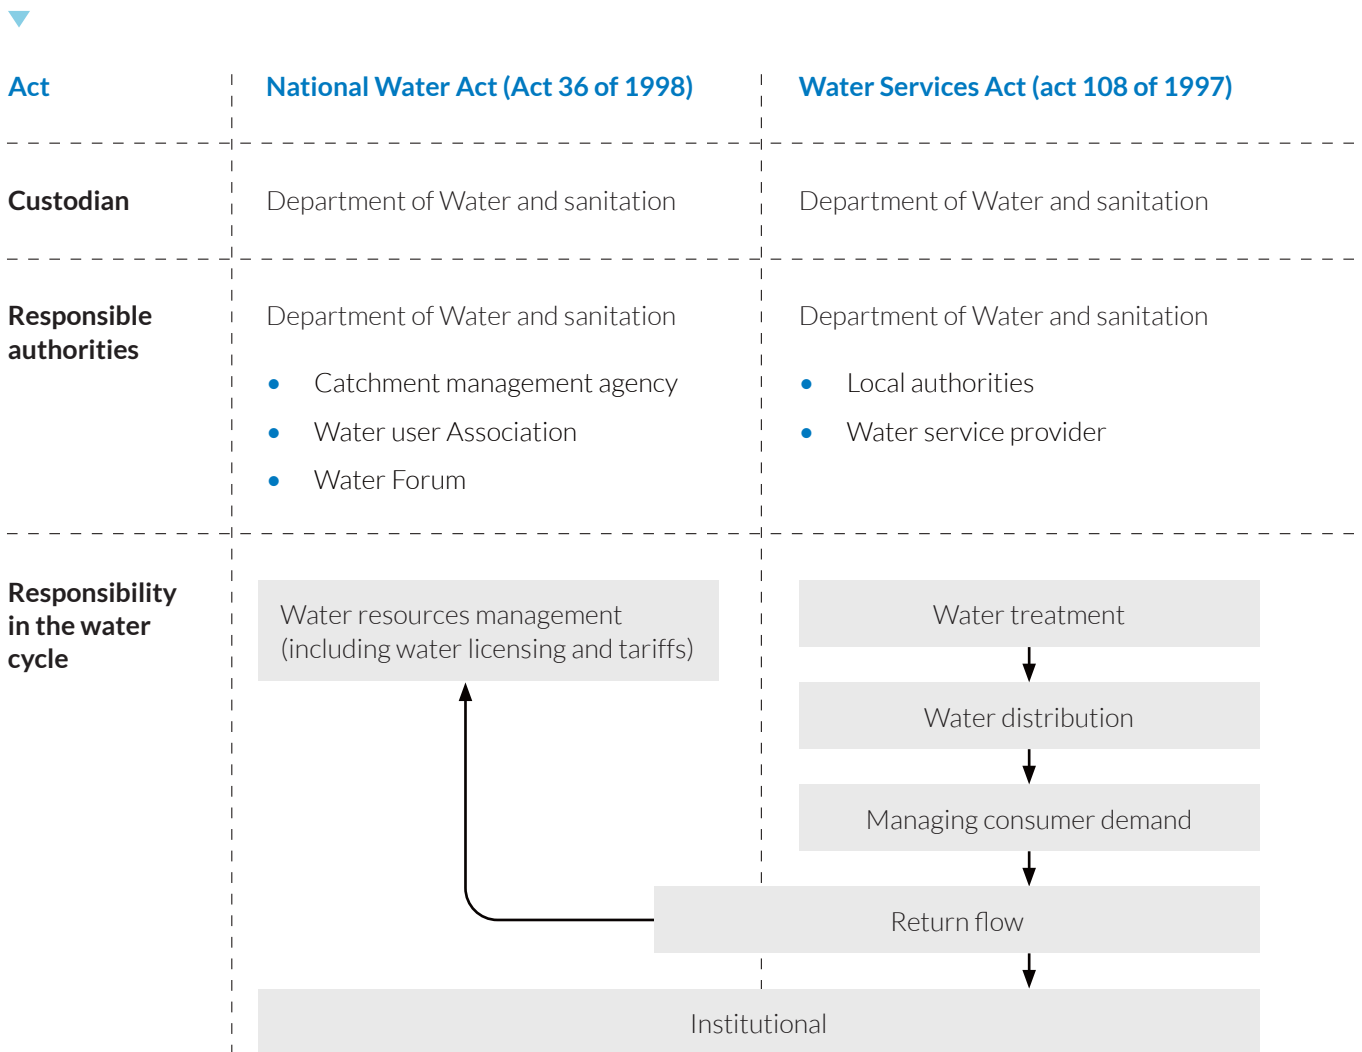 Act
National Water Act (Act 36 of 1998)
Water Services Act (act 108 of 1997)
Custodian
Department of Water and sanitation
Department of Water and sanitation
Responsible
authorities
Department of Water and sanitation
• Catchment management agency
• Water user Association
• Water Forum
Department of Water and sanitation
• Local authorities
• Water service provider
Responsibility
in the water
cycle
Water resources management
(including water licensing and tariffs)
Water treatment
Water distribution
Managing consumer demand
Return flow
Institutional